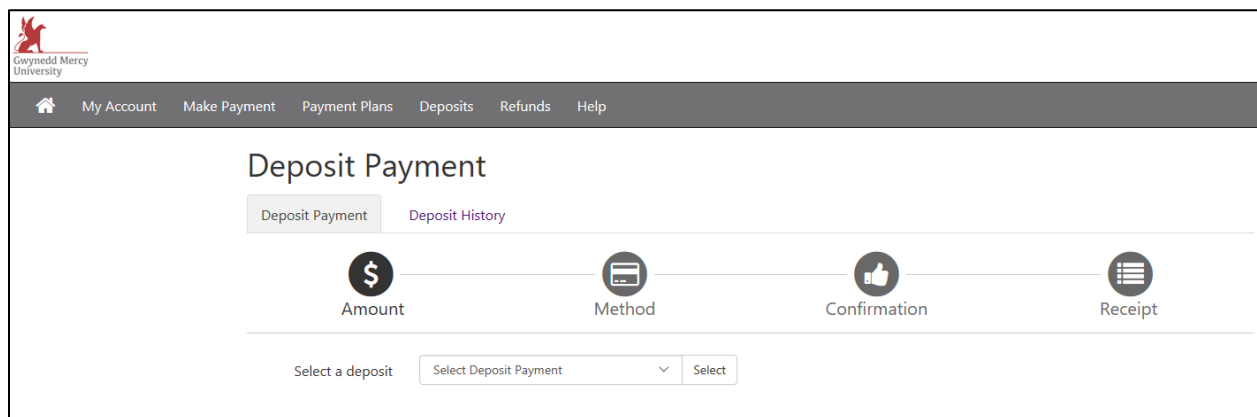 Gwynedd Mercy
University
My Account Make Payment Payment Plans Deposits Refunds Help
Deposit Payment
Deposit Payment Deposit History
$
Amount Method Confirmation Receipt
Select a deposit Select Deposit Payment Select